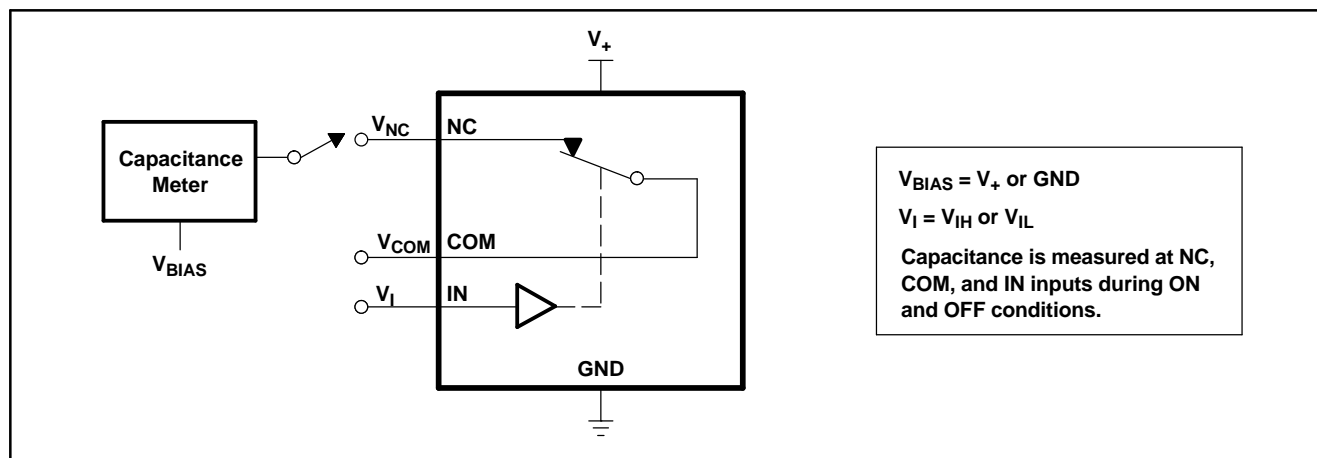 V+
VNC
NC
Capacitance
Meter
VBIAS
VCOM
COM
VI
IN
GND
VBIAS = V+ or GND
VI = VIH or VIL
Capacitance is measured at NC,
COM, and IN inputs during ON
and OFF conditions.